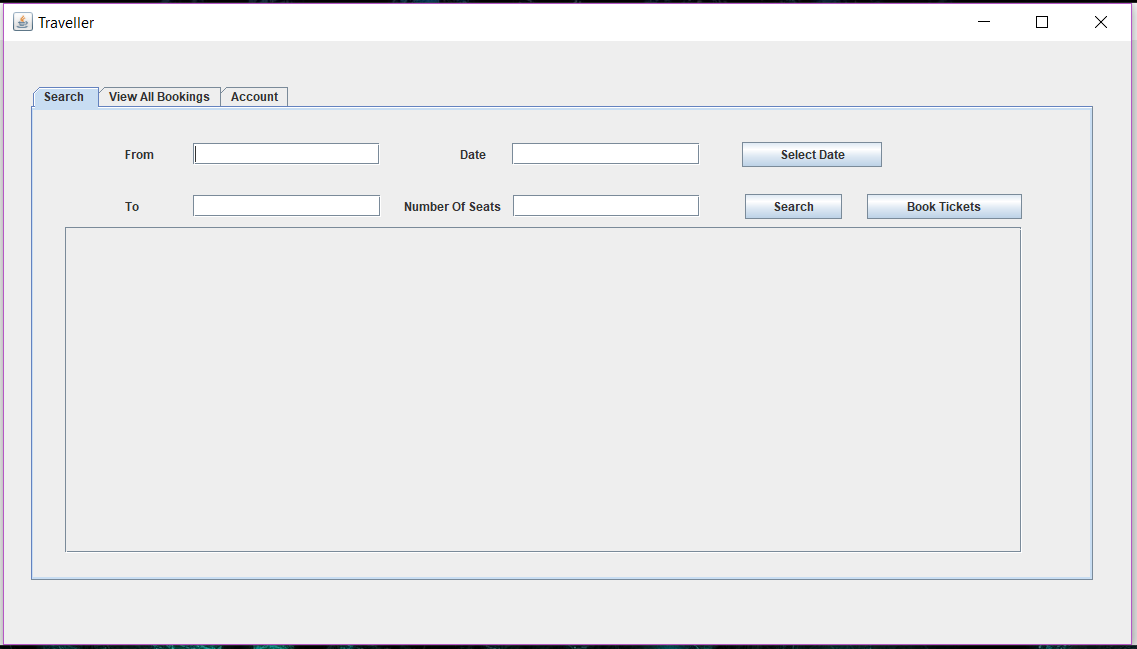 Traveller
Search View All Bookings Account
From Date Select Date
To Number Of Seats Search Book Tickets